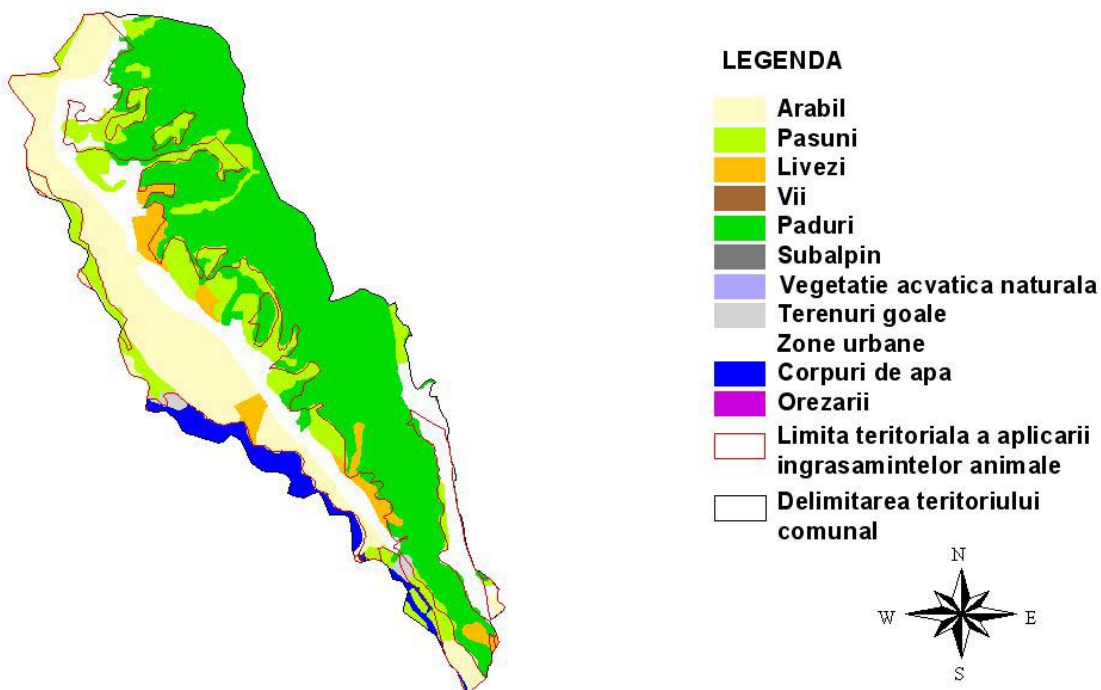 LEGENDA
Arabil
Pasuni
Livezi
Vii
Paduri
Subalpin
Vegetatie acvatica naturala
Terenuri goale
Zone urbane
Corpuri de apa
Orezarii
Limita teritoriala a aplicarii
ingrasamintelor animale
Delimitarea teritoriului
comunal
N
W
E
S